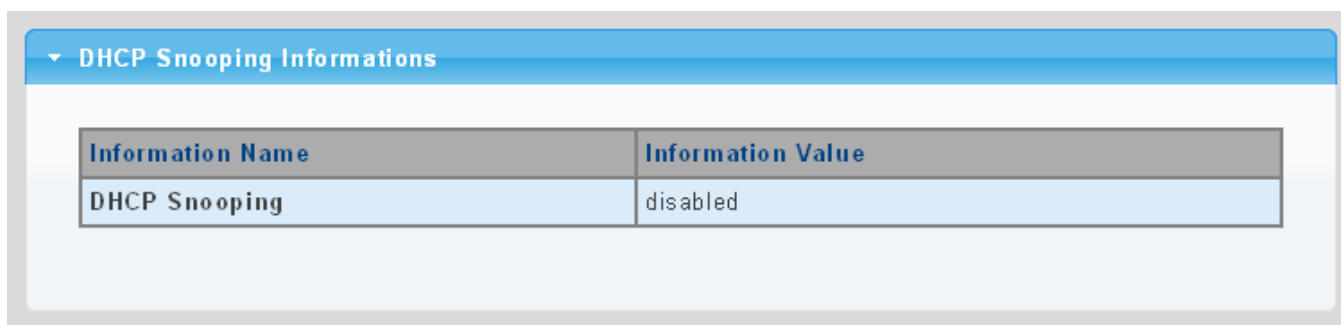 DHCP Snooping Informations
Information Name Information Value
DHCP Snooping disabled